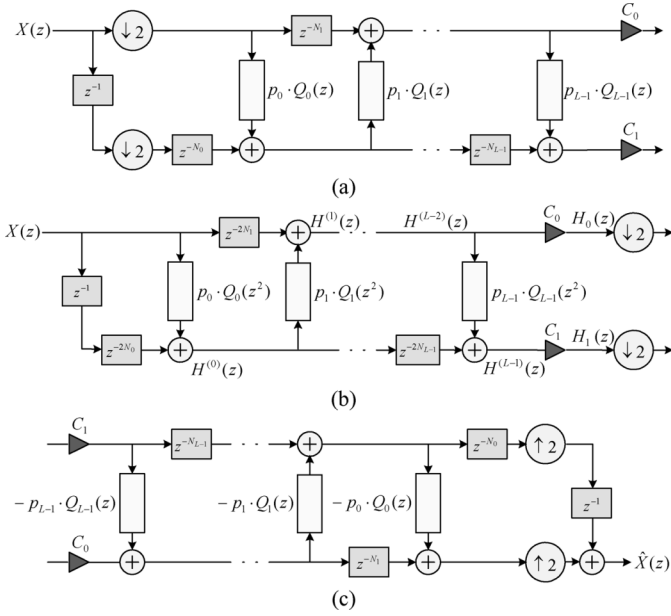 X(z) ↓2 z^{-N_1} + · · C_0
z^{-1} p_0 · Q_0(z) p_1 · Q_1(z) p_{L-1} · Q_{L-1}(z)
↓2 z^{-N_0} + · · z^{-N_{L-1}} + C_1
(a)
X(z) z^{-2N_1} + H^{(1)}(z) · · H^{(L-2)}(z) C_0 H_0(z) ↓2
z^{-1} p_0 · Q_0(z^2) p_1 · Q_1(z^2) p_{L-1} · Q_{L-1}(z^2)
z^{-2N_0} + H^{(0)}(z) · · z^{-2N_{L-1}} + H^{(L-1)}(z) C_1 H_1(z) ↓2
(b)
C_1 z^{-N_{L-1}} · · + z^{-N_0} ↑2
- p_{L-1} · Q_{L-1}(z) - p_1 · Q_1(z) - p_0 · Q_0(z) z^{-1}
C_0 + · · z^{-N_1} + ↑2 + X̂(z)
(c)